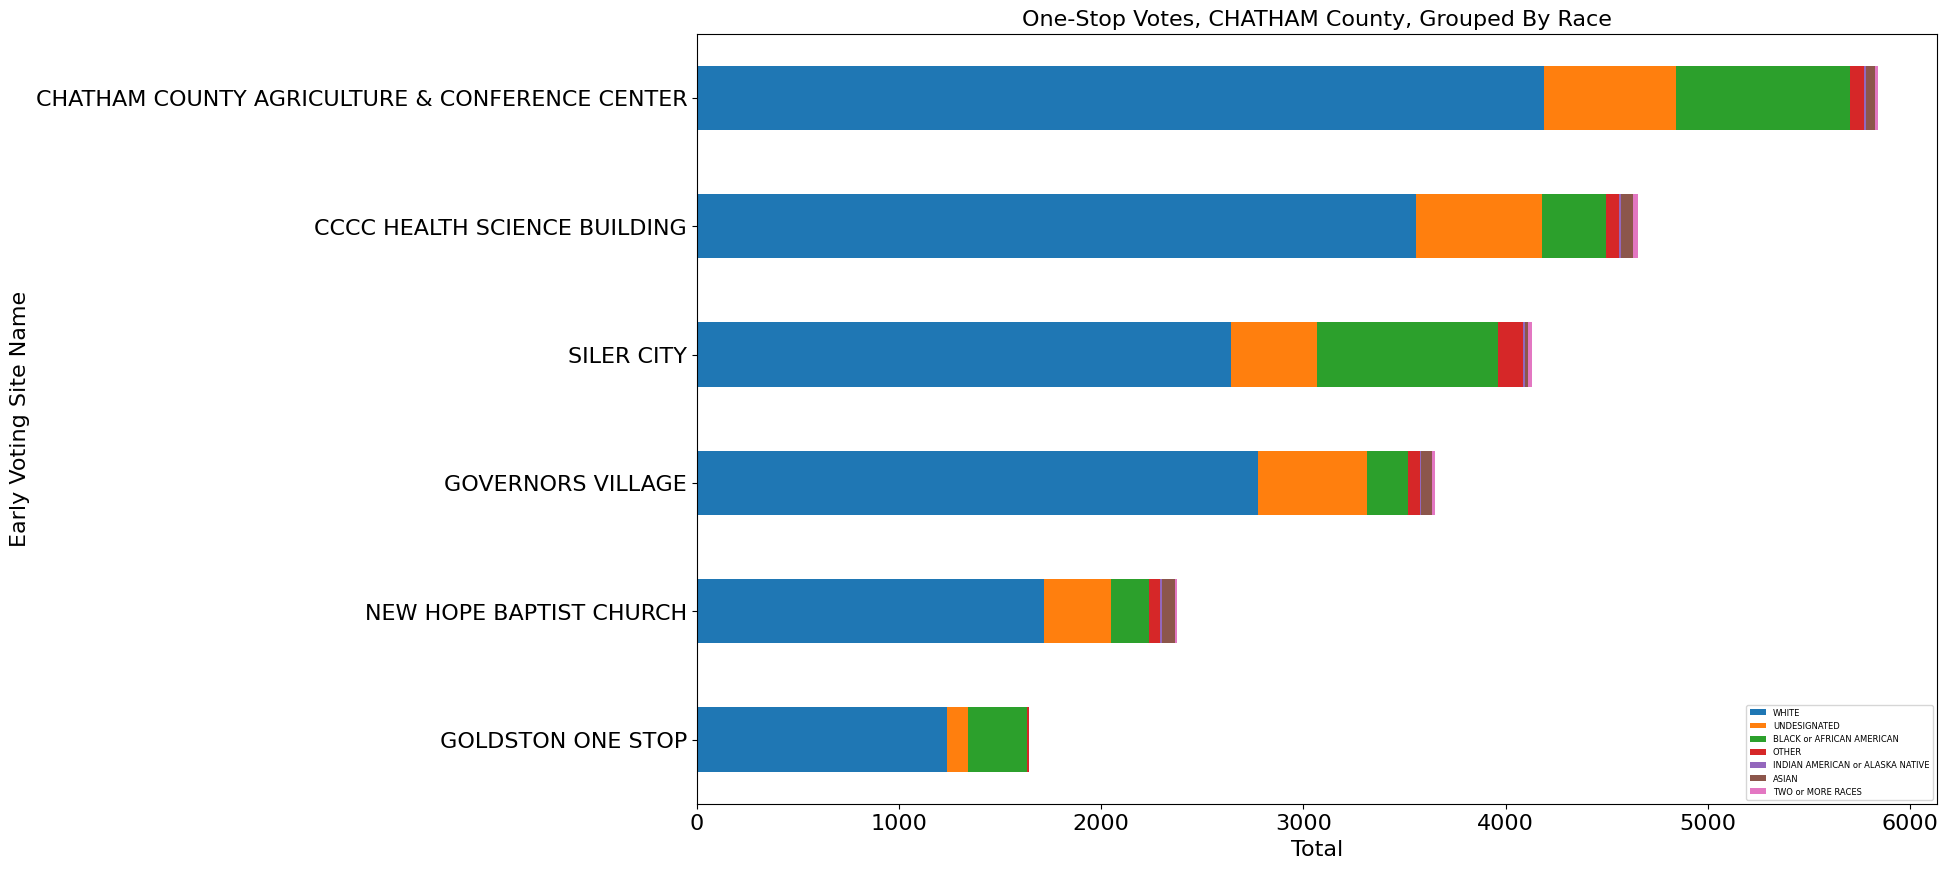 One-Stop Votes, CHATHAM County, Grouped By Race
Early Voting Site Name
CHATHAM COUNTY AGRICULTURE & CONFERENCE CENTER
CCCC HEALTH SCIENCE BUILDING
SILER CITY
GOVERNORS VILLAGE
NEW HOPE BAPTIST CHURCH
GOLDSTON ONE STOP
WHITE
UNDESIGNATED
BLACK or AFRICAN AMERICAN
OTHER
INDIAN AMERICAN or ALASKA NATIVE
ASIAN
TWO or MORE RACES
0 1000 2000 3000 4000 5000 6000
Total